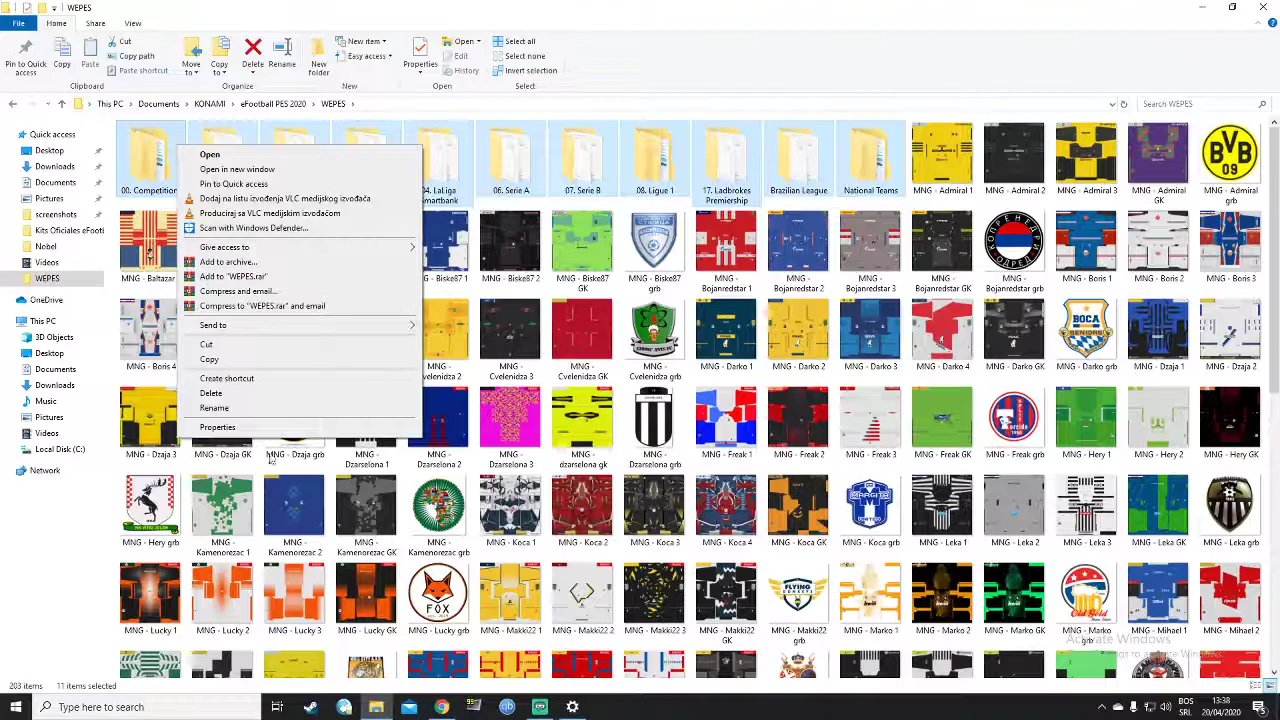 WEPES
File
Home
Share
View
Pin to Quick access
Copy
Paste
Cut
Copy path
Paste shortcut
Clipboard
Move to
Copy to
Delete
Rename
Organize
New folder
New item
Easy access
New
Properties
Open
Edit
History
Open
Select all
Select none
Invert selection
Select
This PC
Documents
KONAMI
eFootball PES 2020
WEPES
Search WEPES
Quick access
Desktop
Downloads
Documents
Pictures
screenshots
Kits Oficiales eFooti
Nobel
Videos
WEPES
OneDrive
This PC
3D Objects
Desktop
Documents
Downloads
Music
Pictures
Videos
Local Disk (C:)
Network
Open
Open in new window
Pin to Quick access
Dodaj na listu izvođenja VLC medijskog izvođača
Produciraj sa VLC medijskim izvođačom
Scan with Windows Defender...
Give access to
Add to archive...
Add to "WEPES.rar"
Compress and email...
Compress to "WEPES.rar" and email
Send to
Cut
Copy
Create shortcut
Delete
Rename
Properties
00. Competition
04. LaLiga Smartbank
06. Serie A
07. Serie B
08. Ligue 1
17. Ladbrokes Premiership
Brazilian League
National Teams
MNG - Admiral 1
MNG - Admiral 2
MNG - Admiral 3
MNG - Admiral GK
BVB 09
MNG - Admiral grb
MNG - Baltazar
MNG - Biske87 2
MNG - Biske87 GK
MNG - Biske87 grb
MNG - Bojanredstar 1
MNG - Bojanredstar 2
MNG - Bojanredstar 3
MNG - Bojanredstar grb
MNG - Boris 1
MNG - Boris 2
MNG - Boris 3
MNG - Boris 4
MNG - Cvelenidza 2
MNG - Cvelenidza 3
MNG - Cvelenidza GK
MNG - Cvelenidza grb
MNG - Darko 1
MNG - Darko 2
MNG - Darko 3
MNG - Darko 4
MNG - Darko GK
BOCA SENIORS
MNG - Darko grb
MNG - Dzaja 1
MNG - Dzaja 2
MNG - Dzaja 3
MNG - Dzaja GK
MNG - Dzaja grb
MNG - Dzarselona 1
MNG - Dzarselona 2
MNG - Dzarselona 3
MNG - dzarselona gk
MNG - Dzarselona grb
MNG - Freak 1
MNG - Freak 2
MNG - Freak 3
MNG - Freak GK
MNG - Freak grb
MNG - Hery 1
MNG - Hery 2
MNG - Hery GK
MNG - Hery grb
MNG - Kamenorezac 1
MNG - Kamenorezac 2
MNG - Kamenorezac GK
MNG - Kamenorezac grb
MNG - Koca 1
MNG - Koca 2
MNG - Koca 3
MNG - Koca 4
MNG - Koca GK
MNG - Koca grb
MNG - Leka 1
MNG - Leka 2
MNG - Leka 3
MNG - Leka GK
MNG - Leka grb
MNG - Lucky 1
MNG - Lucky 2
MNG - Lucky 3
MNG - Lucky GK
FOX
MNG - Lucky grb
MNG - Makki22 1
MNG - Makki22 2
MNG - Makki22 3
MNG - Makki22 GK
FLYING DONKEYS
MNG - Makki22 grb
MNG - Marko 1
MNG - Marko 2
MNG - Marko GK
Old Gold
MNG - Marko grb
MNG - Mihael 1
MNG - Mihael 2
Activate Windows
203 items
11 items selected
Type here to search
BOS
SRL
13:38
20/04/2020